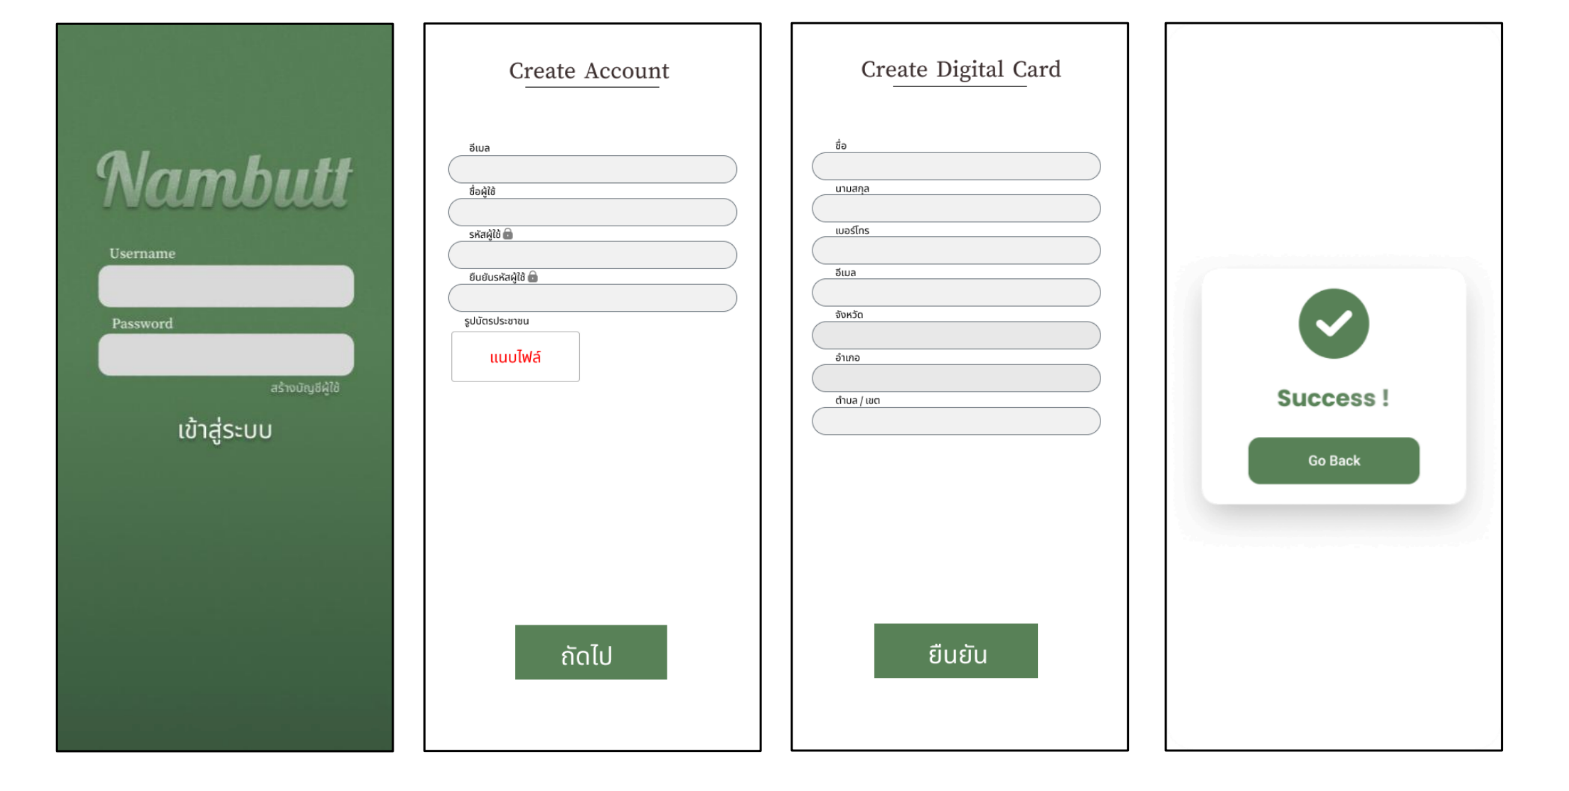 Nambutt
Username
Password
สร้างบัญชีผู้ใช้
เข้าสู่ระบบ
Create Account
อีเมล
ชื่อผู้ใช้
รหัสผู้ใช้
ยืนยันรหัสผู้ใช้
รูปบัตรประชาชน
แนบไฟล์
ถัดไป
Create Digital Card
ชื่อ
นามสกุล
เบอร์โทร
อีเมล
จังหวัด
อำเภอ
ตำบล / เขต
ยืนยัน
Success !
Go Back